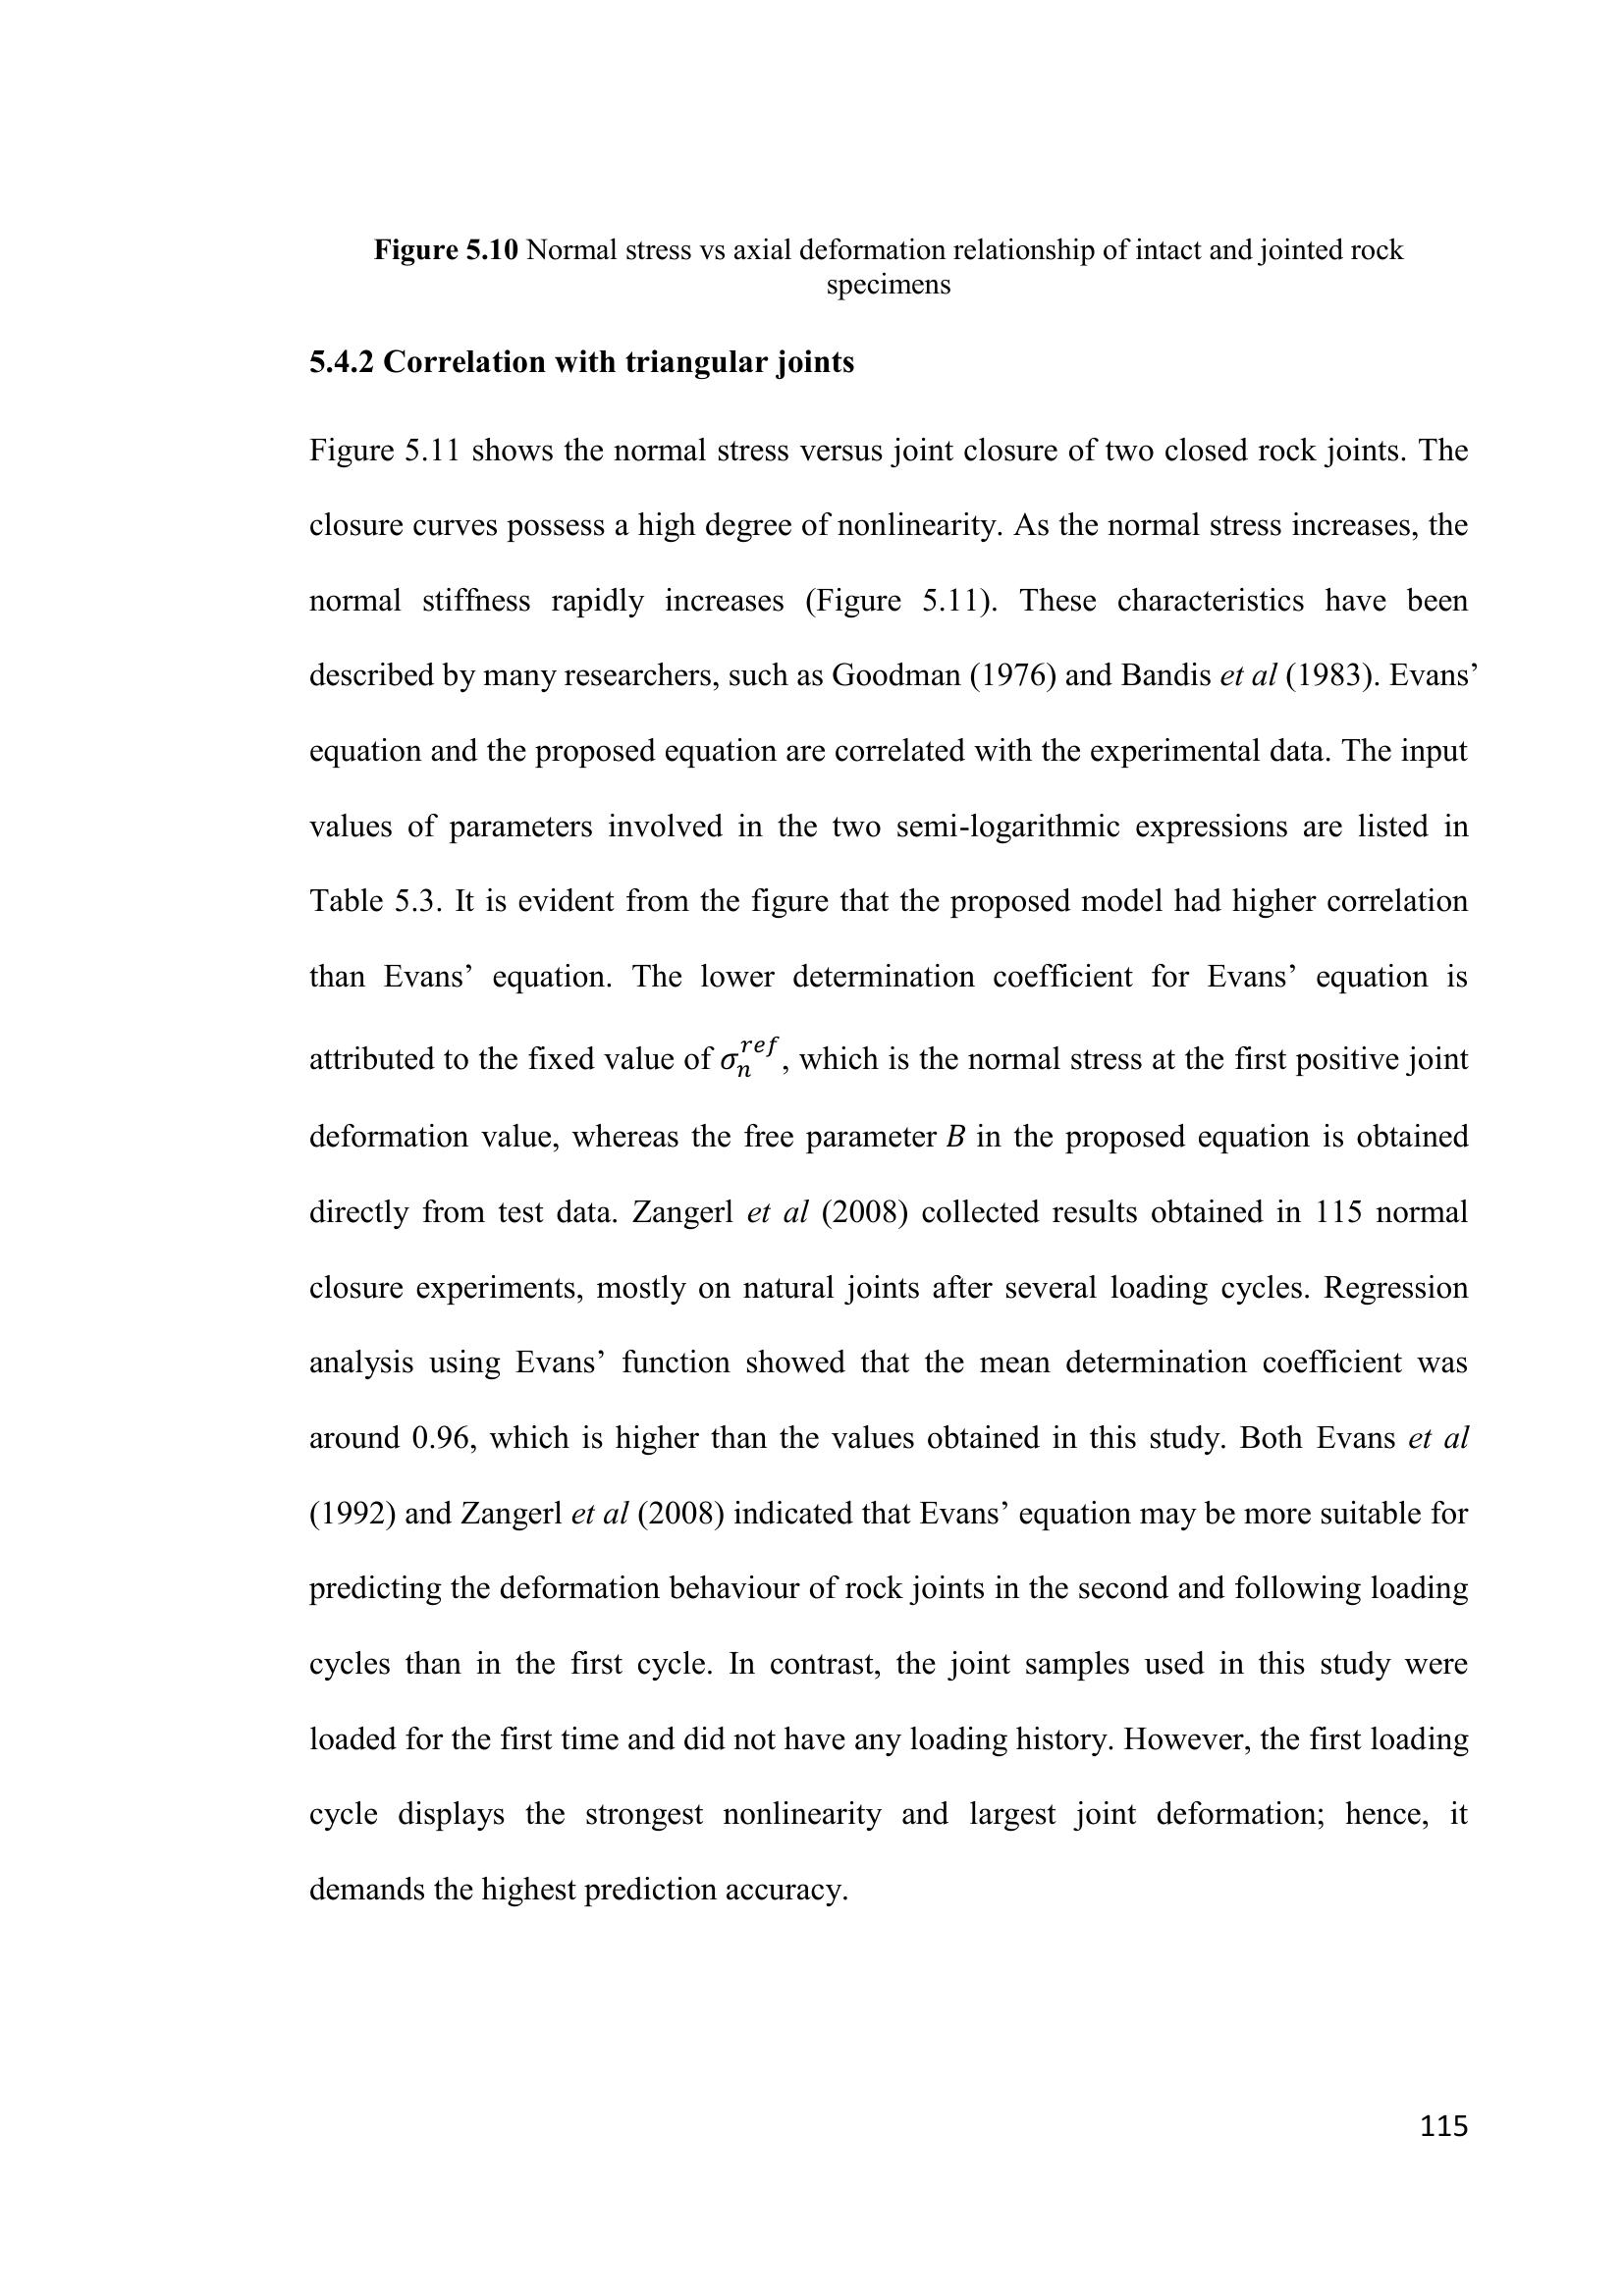 Figure 5.10 Normal stress vs axial deformation relationship of intact and jointed rock
specimens
5.4.2 Correlation with triangular joints
Figure 5.11 shows the normal stress versus joint closure of two closed rock joints. The
closure curves possess a high degree of nonlinearity. As the normal stress increases, the
normal stiffness rapidly increases (Figure 5.11). These characteristics have been
described by many researchers, such as Goodman (1976) and Bandis et al (1983). Evans’
equation and the proposed equation are correlated with the experimental data. The input
values of parameters involved in the two semi-logarithmic expressions are listed in
Table 5.3. It is evident from the figure that the proposed model had higher correlation
than Evans’ equation. The lower determination coefficient for Evans’ equation is
attributed to the fixed value of σ_n^{ref}, which is the normal stress at the first positive joint
deformation value, whereas the free parameter B in the proposed equation is obtained
directly from test data. Zangerl et al (2008) collected results obtained in 115 normal
closure experiments, mostly on natural joints after several loading cycles. Regression
analysis using Evans’ function showed that the mean determination coefficient was
around 0.96, which is higher than the values obtained in this study. Both Evans et al
(1992) and Zangerl et al (2008) indicated that Evans’ equation may be more suitable for
predicting the deformation behaviour of rock joints in the second and following loading
cycles than in the first cycle. In contrast, the joint samples used in this study were
loaded for the first time and did not have any loading history. However, the first loading
cycle displays the strongest nonlinearity and largest joint deformation; hence, it
demands the highest prediction accuracy.
115